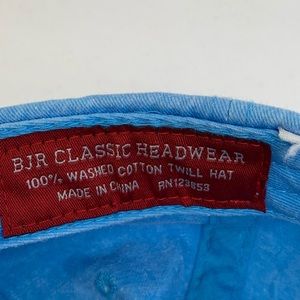 BJR CLASSIC HEADWEAR
100% WASHED COTTON TWILL HAT
MADE IN CHINA RN123853